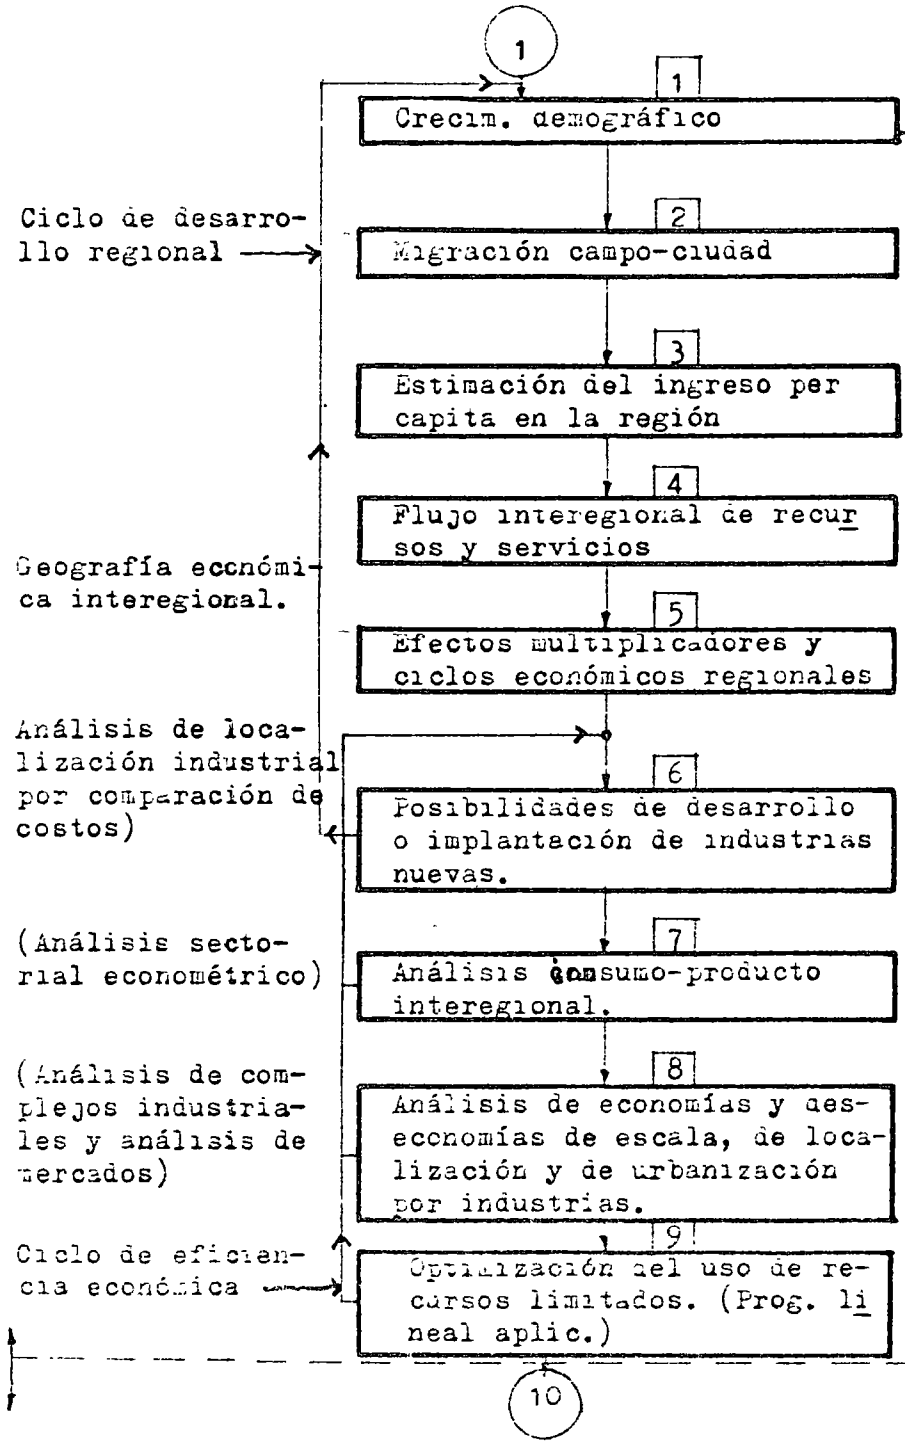 1
1
Crecim. demográfico
Ciclo de desarro-
llo regional
2
Migración campo-ciudad
3
Estimación del ingreso per
capita en la región
4
Flujo interegional de recur
sos y servicios
Geografía económi-
ca interegional.
5
Efectos multiplicadores y
ciclos económicos regionales
Análisis de loca-
lización industrial
por comparación de
costos)
6
Posibilidades de desarrollo
o implantación de industrias
nuevas.
(Análisis secto-
rial econométrico)
7
Análisis consumo-producto
interegional.
(Análisis de com-
plejos industria-
les y análisis de
mercados)
8
Análisis de economías y des-
economías de escala, de loca-
lización y de urbanización
por industrias.
Ciclo de eficien-
cia económica
9
Optimización del uso de re-
cursos limitados. (Prog. li
neal aplic.)
10